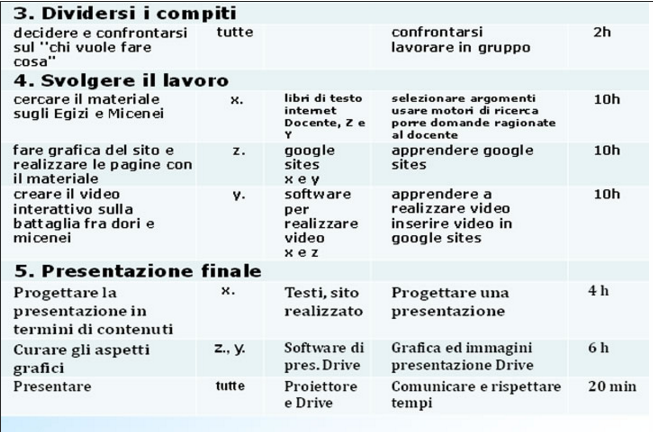 3. Dividersi i compiti
decidere e confrontarsi
sul "chi vuole fare
cosa"
tutte
confrontarsi
lavorare in gruppo
2h
4. Svolgere il lavoro
cercare il materiale
sugli Egizi e Micenei
x.
libri di testo
internet
Docente, Z e
Y
selezionare argomenti
usare motori di ricerca
porre domande ragionate
al docente
10h
fare grafica del sito e
realizzare le pagine con
il materiale
z.
google
sites
x e y
apprendere google
sites
10h
creare il video
interattivo sulla
battaglia fra dori e
micenei
y.
software
per
realizzare
video
x e z
apprendere a
realizzare video
inserire video in
google sites
10h
5. Presentazione finale
Progettare la
presentazione in
termini di contenuti
x.
Testi, sito
realizzato
Progettare una
presentazione
4 h
Curare gli aspetti
grafici
z., y.
Software di
pres. Drive
Grafica ed immagini
presentazione Drive
6 h
Presentare
tutte
Proiettore
e Drive
Comunicare e rispettare
tempi
20 min